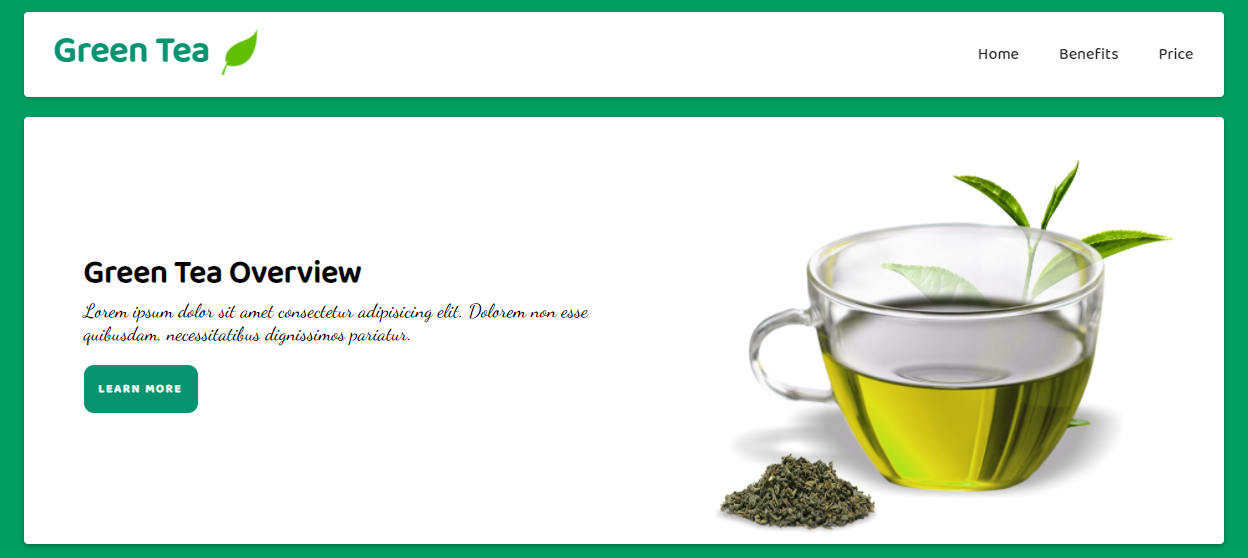 Green Tea
Home
Benefits
Price
Green Tea Overview
Lorem ipsum dolor sit amet consectetur adipisicing elit. Dolorem non esse
quibusdam, necessitatibus dignissimos pariatur.
LEARN MORE